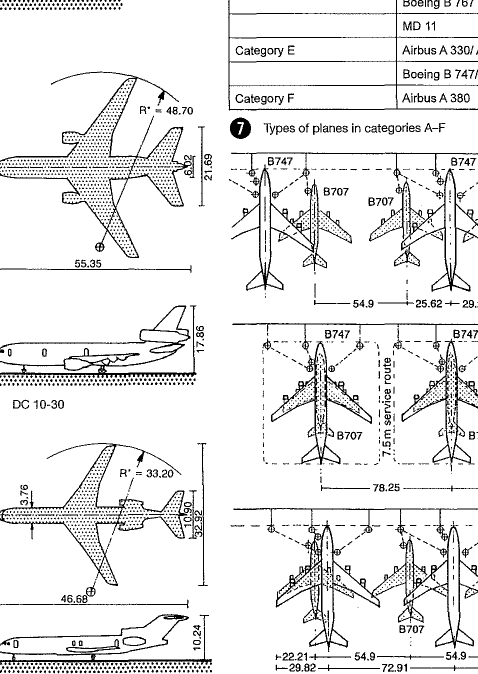 Boeing B 767
MD 11
Category E
Airbus A 330/
Boeing B 747/
Category F
Airbus A 380
7 Types of planes in categories A–F
R* = 48.70
6.02
21.69
55.35
17.86
DC 10-30
R* = 33.20
3.76
10.90
32.92
46.68
10.24
B747
B747
B707
B707
54.9
25.62
29.
B747
B747
B707
B7
7.5 m service route
78.25
B707
22.21
54.9
54.9
29.82
72.91